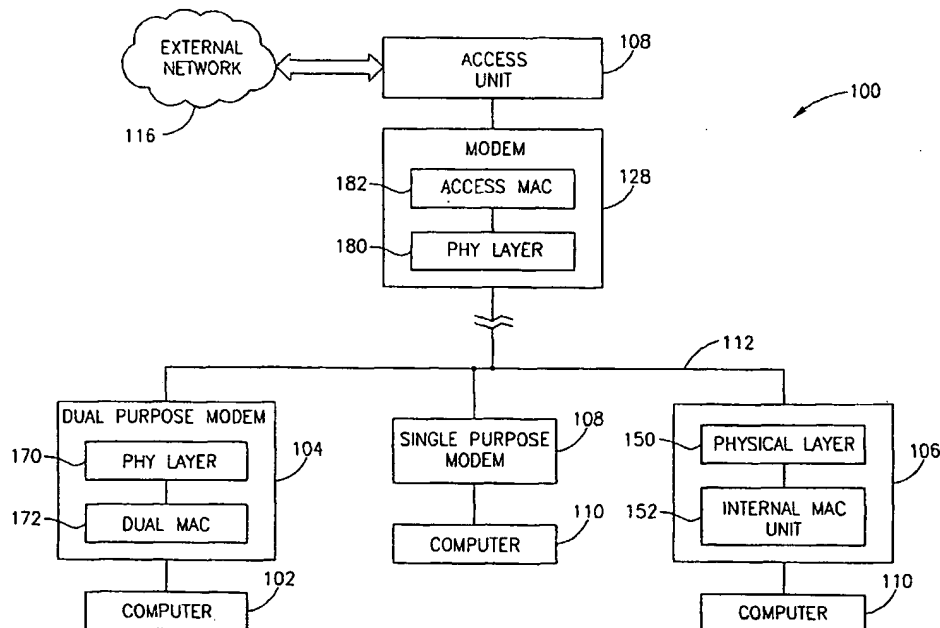 EXTERNAL
NETWORK
116
ACCESS
UNIT
108
100
MODEM
182
ACCESS MAC
128
180
PHY LAYER
112
DUAL PURPOSE MODEM
170
PHY LAYER
104
172
DUAL MAC
COMPUTER
102
SINGLE PURPOSE
MODEM
108
110
COMPUTER
150
PHYSICAL LAYER
106
152
INTERNAL MAC
UNIT
110
COMPUTER